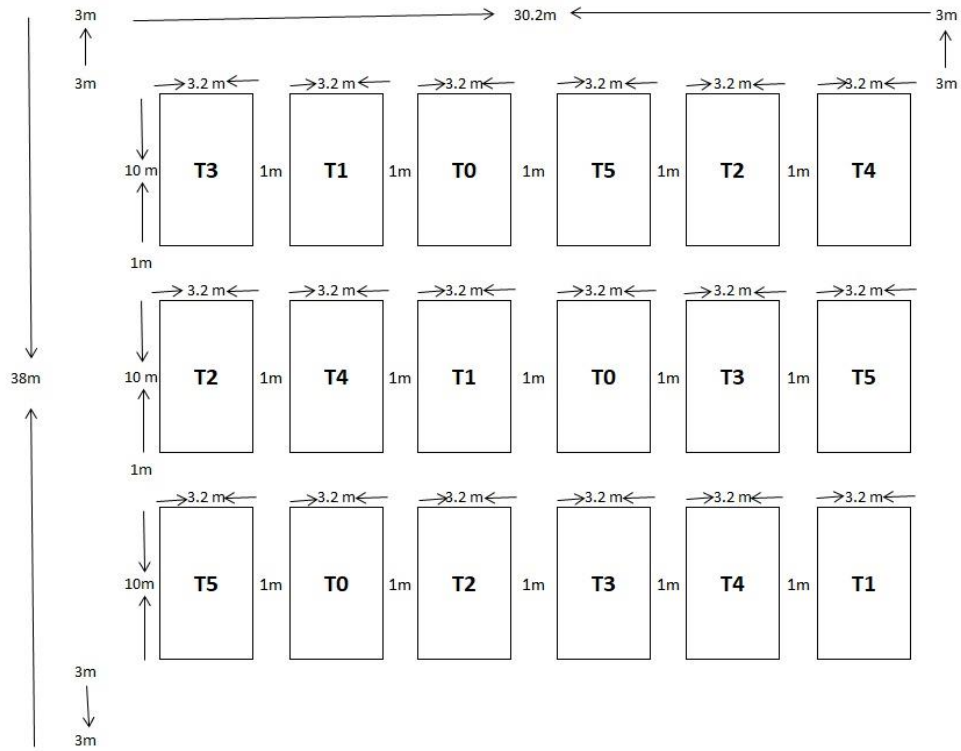 3m 30.2m 3m
3m 3.2 m 3.2 m 3.2 m 3.2 m 3.2 m 3.2 m 3m
10 m T3 1m T1 1m T0 1m T5 1m T2 1m T4
1m
3.2 m 3.2 m 3.2 m 3.2 m 3.2 m 3.2 m
38m 10 m T2 1m T4 1m T1 1m T0 1m T3 1m T5
1m
3.2 m 3.2 m 3.2 m 3.2 m 3.2 m 3.2 m
10m T5 1m T0 1m T2 1m T3 1m T4 1m T1
3m
3m